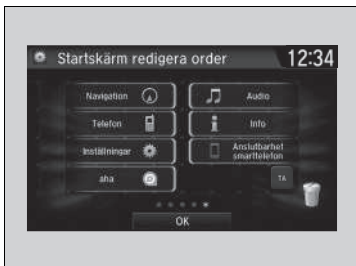 Startskärm redigera order 12:34
Navigation Audio
Telefon Info
Inställningar Anslutbarhet smarttelefon
aha TA
OK